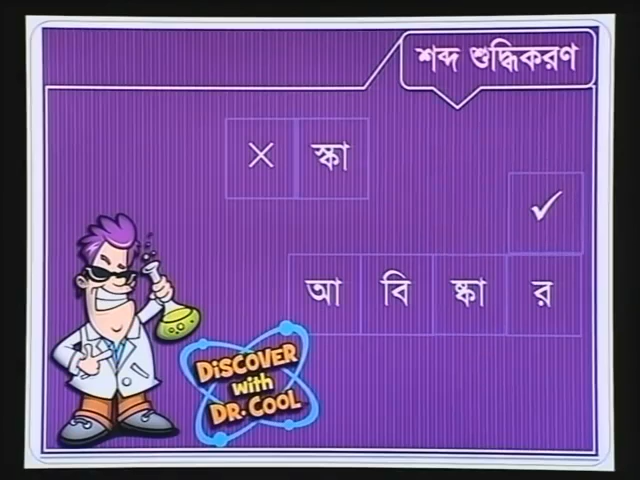 শব্দ শুদ্ধিকরণ
× স্কা
✓
আ বি ষ্কা র
DiSCOVER
with
DR. COOL